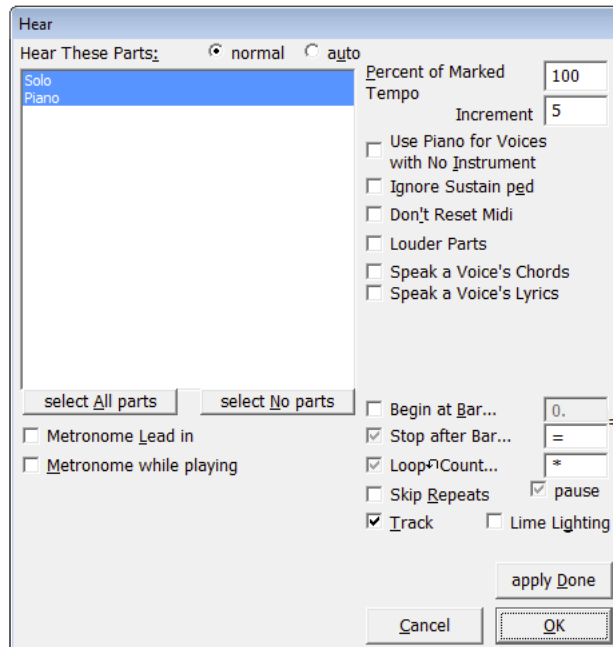 Hear
Hear These Parts: normal auto
Solo
Piano
Percent of Marked
Tempo
100
Increment 5
Use Piano for Voices
with No Instrument
Ignore Sustain ped
Don't Reset Midi
Louder Parts
Speak a Voice's Chords
Speak a Voice's Lyrics
select All parts select No parts
Metronome Lead in
Metronome while playing
Begin at Bar... 0.
Stop after Bar... =
Loop↶Count... *
Skip Repeats pause
Track Lime Lighting
apply Done
Cancel OK